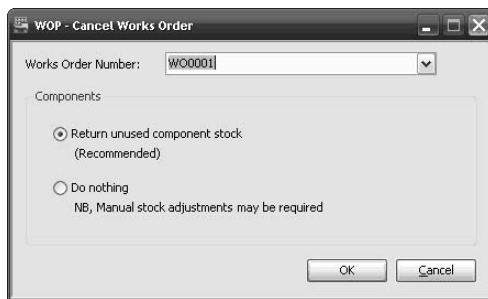 WOP - Cancel Works Order
Works Order Number: WO0001
Components
Return unused component stock
(Recommended)
Do nothing
NB, Manual stock adjustments may be required
OK Cancel